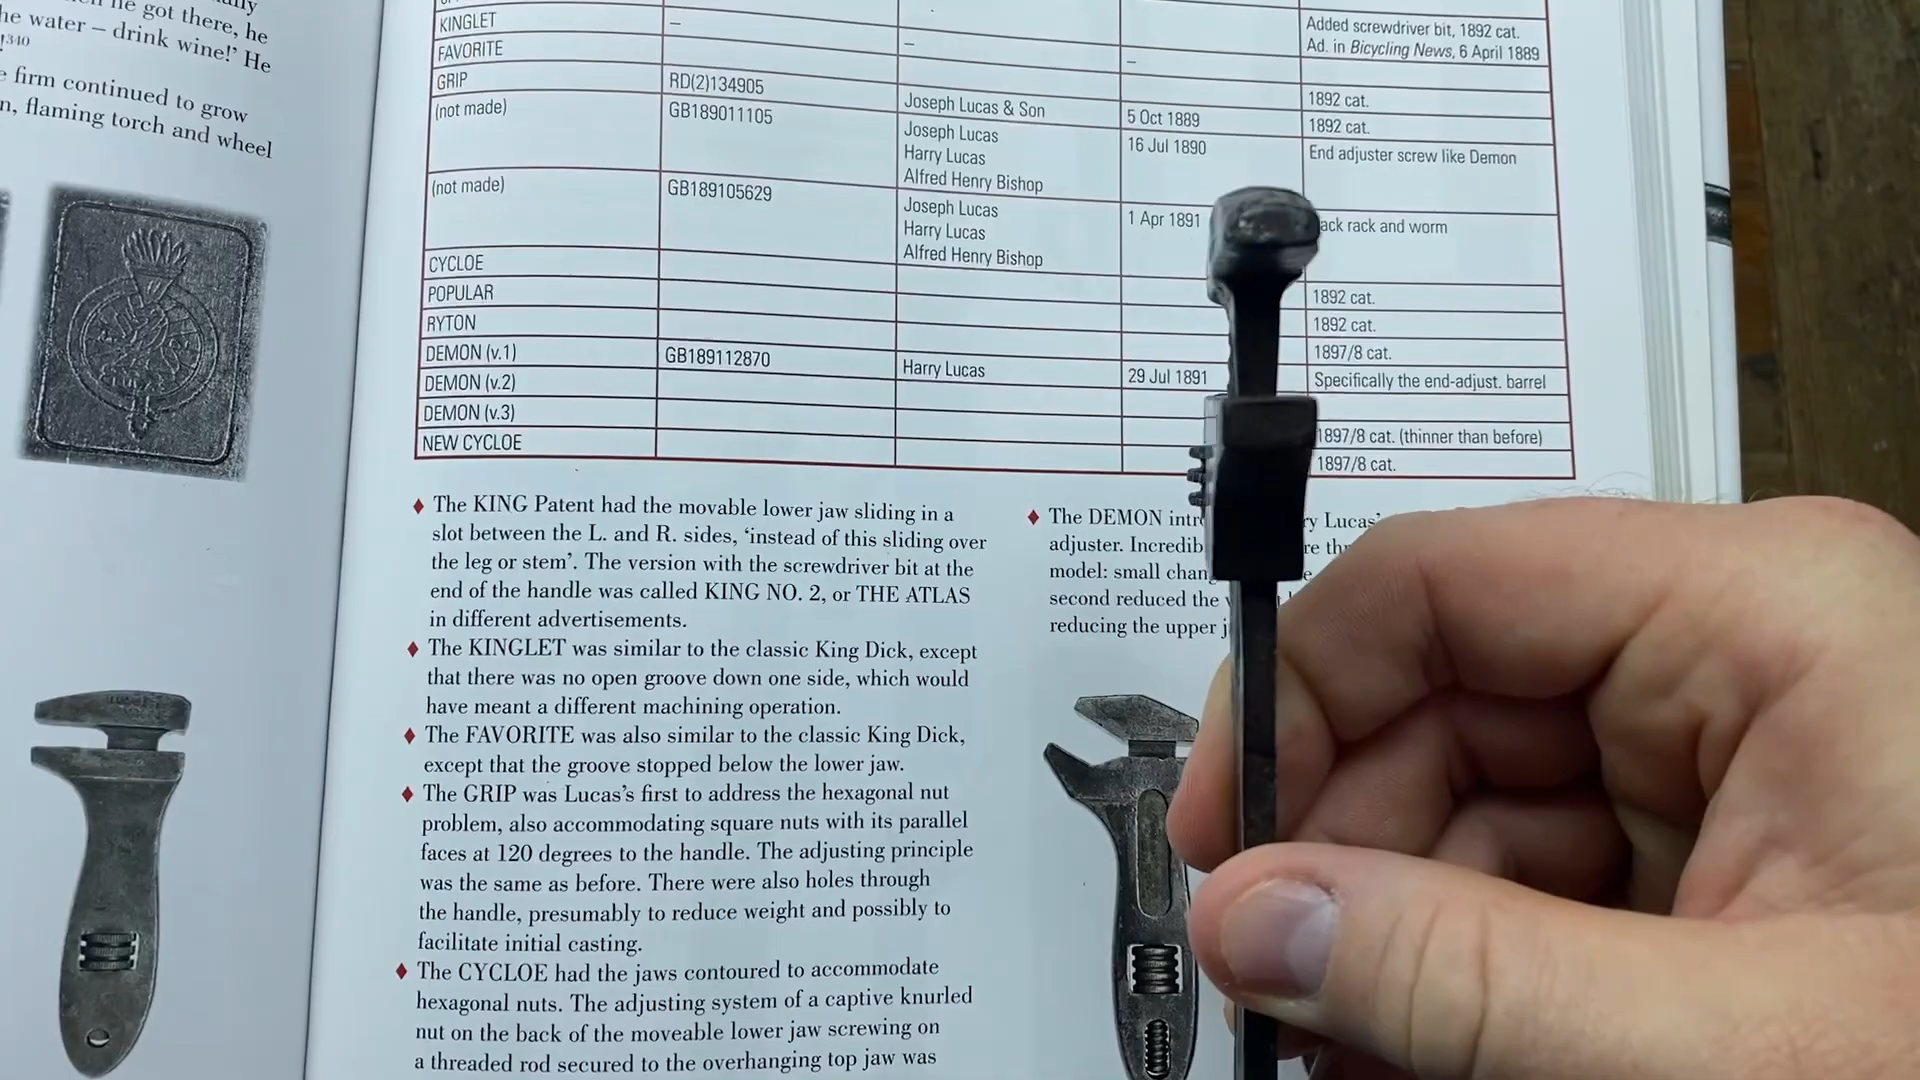 he got there, he
he water – drink wine!' He
!'340
e firm continued to grow
n, flaming torch and wheel
KINGLET – Added screwdriver bit, 1892 cat.
FAVORITE – – Ad. in Bicycling News, 6 April 1889
GRIP RD(2)134905 Joseph Lucas & Son 5 Oct 1889 1892 cat.
(not made) GB189011105 Joseph Lucas 16 Jul 1890 1892 cat.
Harry Lucas End adjuster screw like Demon
Alfred Henry Bishop
(not made) GB189105629 Joseph Lucas 1 Apr 1891 ack rack and worm
Harry Lucas
Alfred Henry Bishop
CYCLOE 1892 cat.
POPULAR 1892 cat.
RYTON 1897/8 cat.
DEMON (v.1) GB189112870 Harry Lucas 29 Jul 1891 Specifically the end-adjust. barrel
DEMON (v.2)
DEMON (v.3) 1897/8 cat. (thinner than before)
NEW CYCLOE 1897/8 cat.
♦ The KING Patent had the movable lower jaw sliding in a
slot between the L. and R. sides, 'instead of this sliding over
the leg or stem'. The version with the screwdriver bit at the
end of the handle was called KING NO. 2, or THE ATLAS
in different advertisements.
♦ The KINGLET was similar to the classic King Dick, except
that there was no open groove down one side, which would
have meant a different machining operation.
♦ The FAVORITE was also similar to the classic King Dick,
except that the groove stopped below the lower jaw.
♦ The GRIP was Lucas's first to address the hexagonal nut
problem, also accommodating square nuts with its parallel
faces at 120 degrees to the handle. The adjusting principle
was the same as before. There were also holes through
the handle, presumably to reduce weight and possibly to
facilitate initial casting.
♦ The CYCLOE had the jaws contoured to accommodate
hexagonal nuts. The adjusting system of a captive knurled
nut on the back of the moveable lower jaw screwing on
a threaded rod secured to the overhanging top jaw was
♦ The DEMON intr ry Lucas'
adjuster. Incredib re thr
model: small chang
second reduced the
reducing the upper j